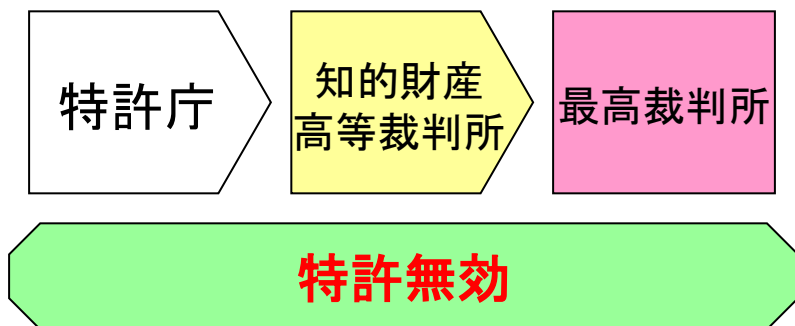 特許庁
知的財産
高等裁判所
最高裁判所
特許無効